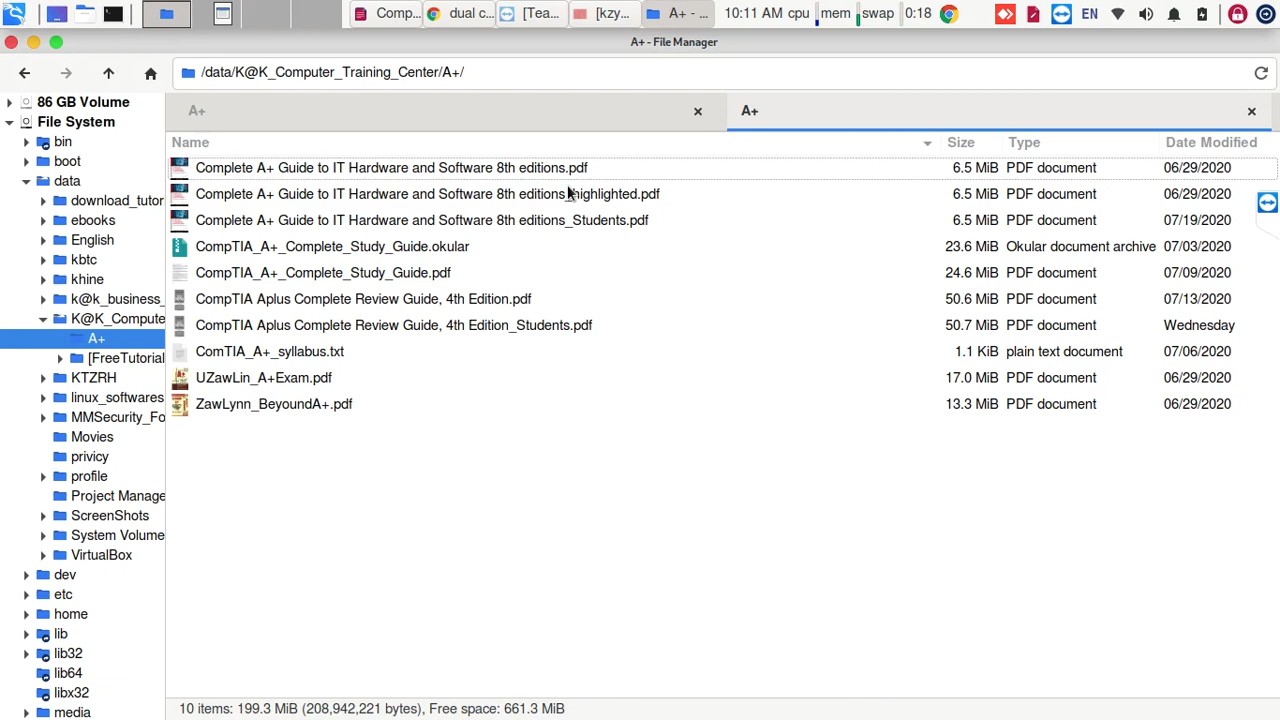 Comp...
dual c...
[Tea...
[kzy...
A+ - ...
10:11 AM cpu
mem
swap
0:18
EN
A+ - File Manager
/data/K@K_Computer_Training_Center/A+/
86 GB Volume
File System
bin
boot
data
download_tutor
ebooks
English
kbtc
khine
k@k_business_
K@K_Compute
A+
[FreeTutorial
KTZRH
linux_softwares
MMSecurity_Fo
Movies
privicy
profile
Project Manage
ScreenShots
System Volume
VirtualBox
dev
etc
home
lib
lib32
lib64
libx32
media
A+
A+
Name Size Type Date Modified
Complete A+ Guide to IT Hardware and Software 8th editions.pdf 6.5 MiB PDF document 06/29/2020
Complete A+ Guide to IT Hardware and Software 8th editions_highlighted.pdf 6.5 MiB PDF document 06/29/2020
Complete A+ Guide to IT Hardware and Software 8th editions_Students.pdf 6.5 MiB PDF document 07/19/2020
CompTIA_A+_Complete_Study_Guide.okular 23.6 MiB Okular document archive 07/03/2020
CompTIA_A+_Complete_Study_Guide.pdf 24.6 MiB PDF document 07/09/2020
CompTIA Aplus Complete Review Guide, 4th Edition.pdf 50.6 MiB PDF document 07/13/2020
CompTIA Aplus Complete Review Guide, 4th Edition_Students.pdf 50.7 MiB PDF document Wednesday
ComTIA_A+_syllabus.txt 1.1 KiB plain text document 07/06/2020
UZawLin_A+Exam.pdf 17.0 MiB PDF document 06/29/2020
ZawLynn_BeyoundA+.pdf 13.3 MiB PDF document 06/29/2020
10 items: 199.3 MiB (208,942,221 bytes), Free space: 661.3 MiB